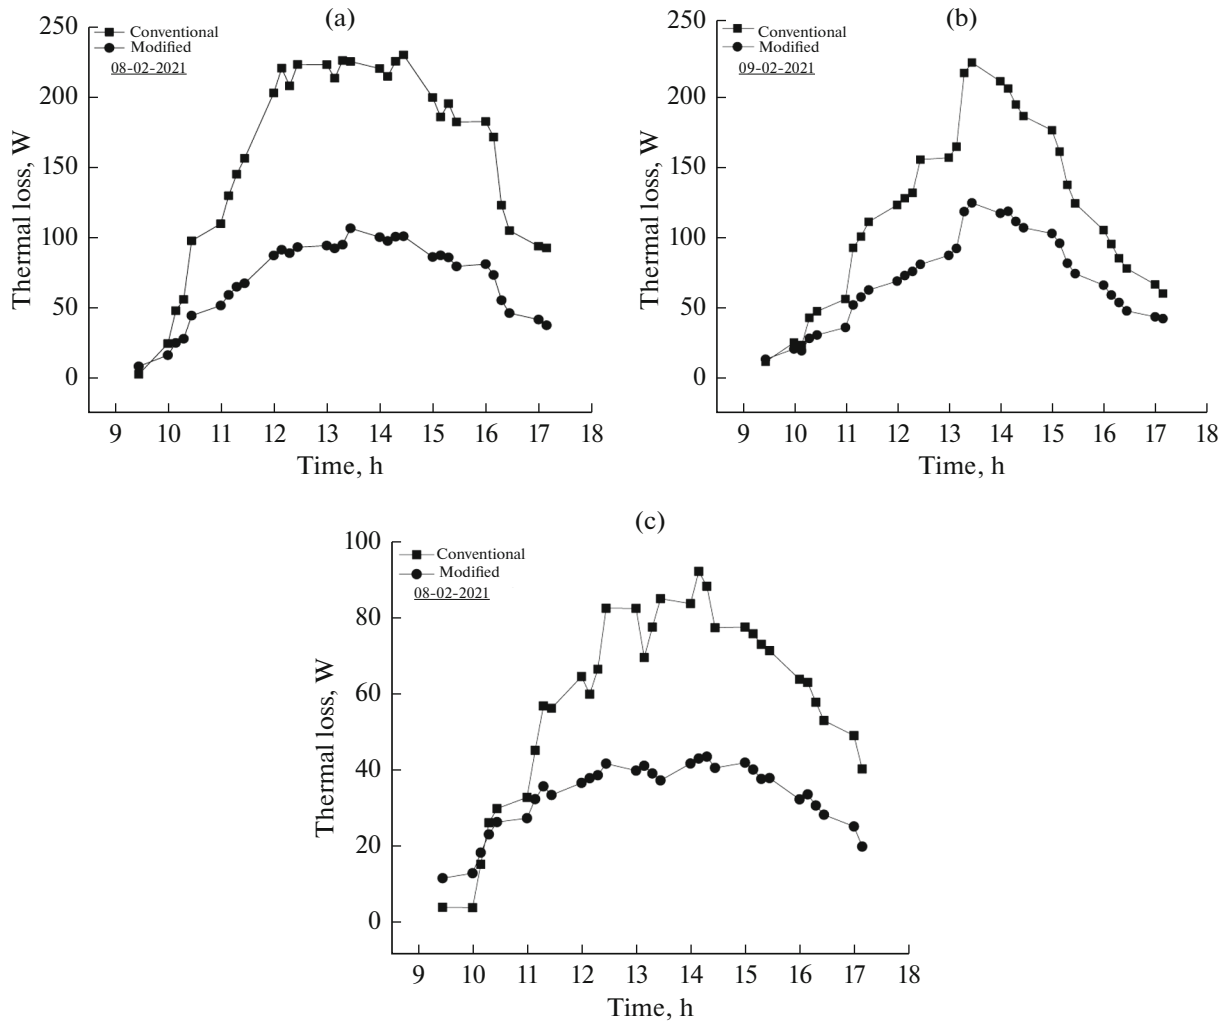 (a)
250
200
150
100
50
0
Thermal loss, W
Conventional
Modified
08-02-2021
9 10 11 12 13 14 15 16 17 18
Time, h
(b)
250
200
150
100
50
0
Thermal loss, W
Conventional
Modified
09-02-2021
9 10 11 12 13 14 15 16 17 18
Time, h
(c)
100
80
60
40
20
0
Thermal loss, W
Conventional
Modified
08-02-2021
9 10 11 12 13 14 15 16 17 18
Time, h